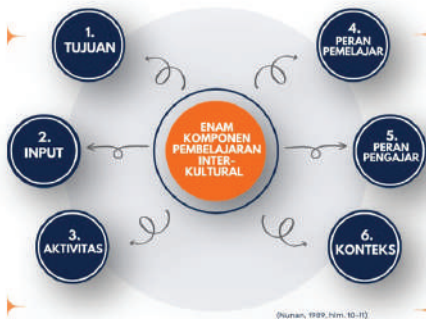 ENAM
KOMPONEN
PEMBELAJARAN
INTER-
KULTURAL
1.
TUJUAN
2.
INPUT
3.
AKTIVITAS
4.
PERAN
PEMELAJAR
5.
PERAN
PENGAJAR
6.
KONTEKS
(Nunan, 1989, hlm. 10-11)